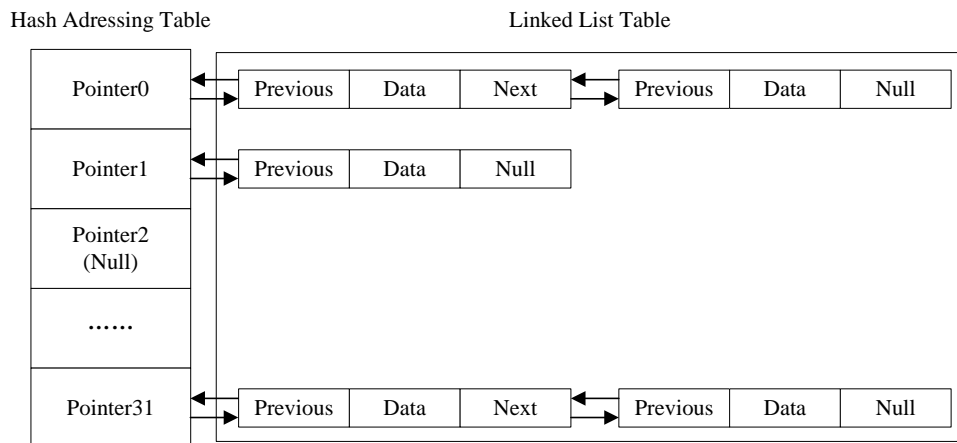 Hash Adressing Table
Linked List Table
Pointer0
Previous Data Next Previous Data Null
Pointer1
Previous Data Null
Pointer2
(Null)
……
Pointer31
Previous Data Next Previous Data Null